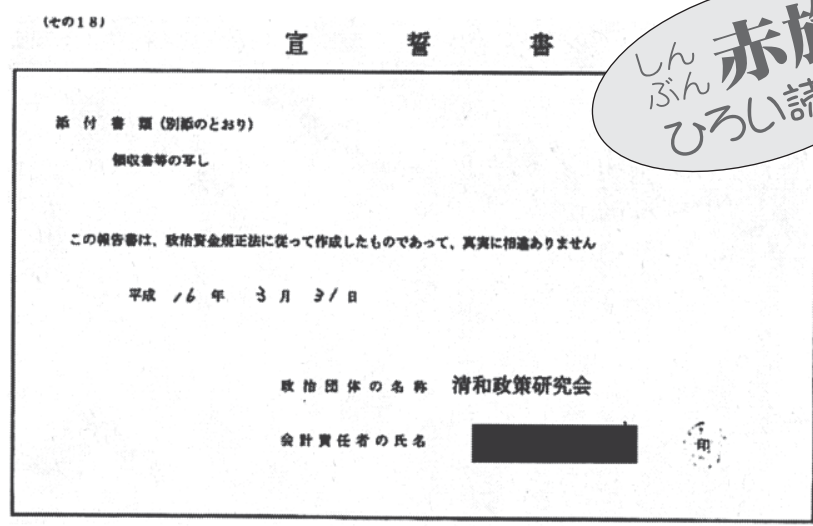 (その18)
宣誓書
しん
ぶん
赤旗
ひろい読
添付書類(別添のとおり)
領収書等の写し
この報告書は、政治資金規正法に従って作成したものであって、真実に相違ありません
平成 16 年 3 月 31 日
政治団体の名称 清和政策研究会
会計責任者の氏名
印